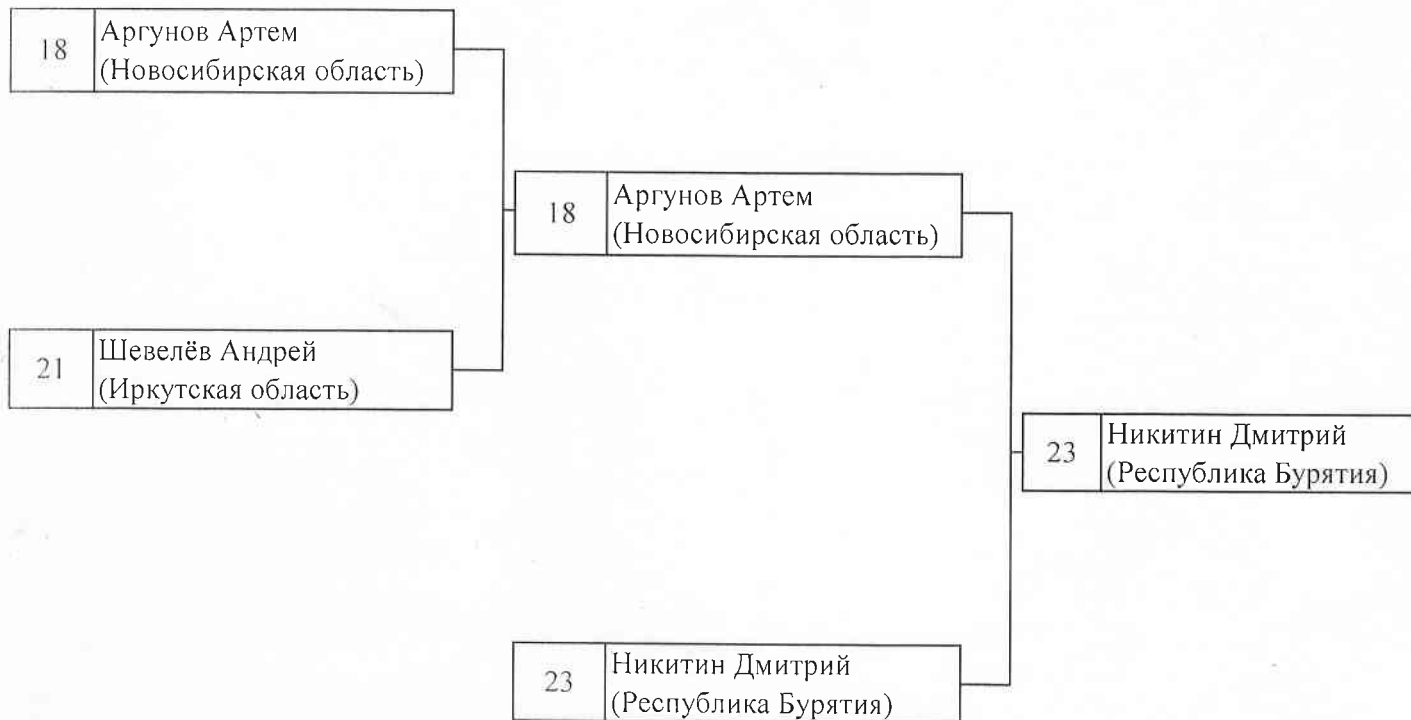 18
Аргунов Артем
(Новосибирская область)
18
Аргунов Артем
(Новосибирская область)
21
Шевелёв Андрей
(Иркутская область)
23
Никитин Дмитрий
(Республика Бурятия)
23
Никитин Дмитрий
(Республика Бурятия)